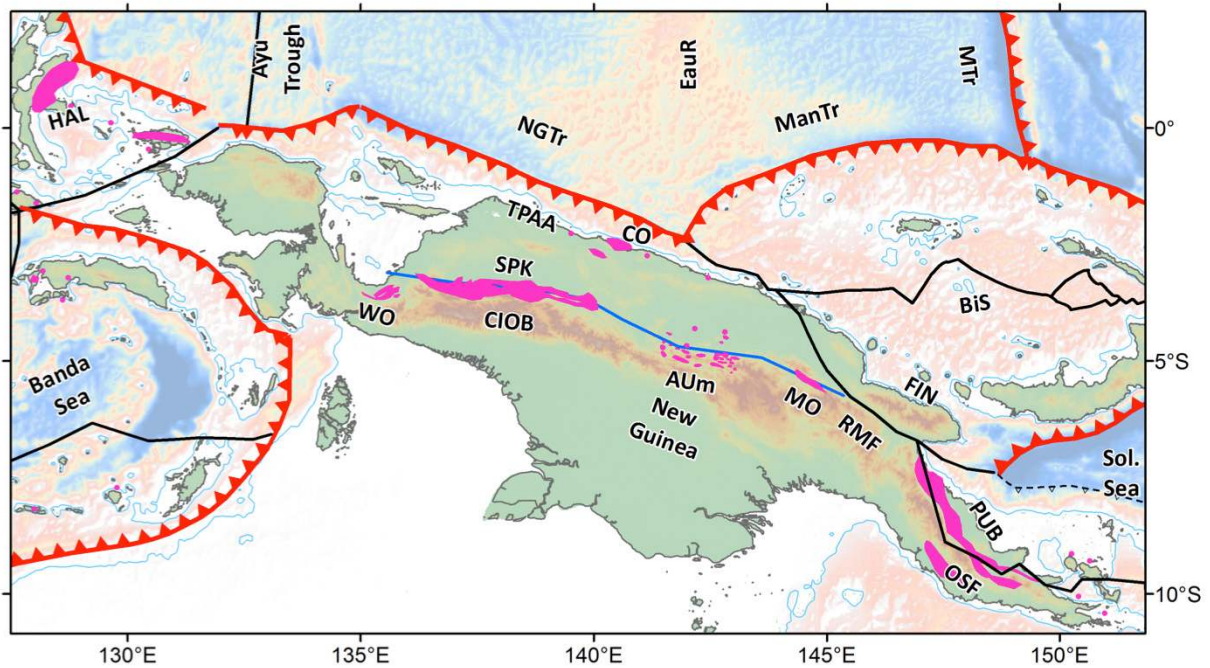 Ayu
Trough
EauR
MTr
HAL
NGTr
ManTr
0°
TPAA
CO
SPK
BiS
WO
CIOB
5°S
Banda
Sea
AUm
MO
FIN
New
Guinea
RMF
Sol.
Sea
PUB
OSF
10°S
130°E
135°E
140°E
145°E
150°E